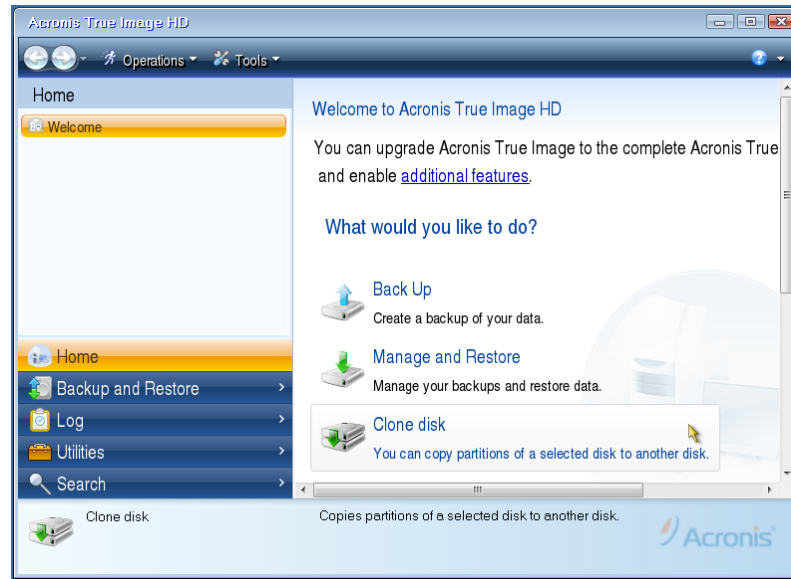 Acronis True Image HD
Operations Tools
Home
Welcome
Welcome to Acronis True Image HD
You can upgrade Acronis True Image to the complete Acronis True
and enable additional features.
What would you like to do?
Back Up
Create a backup of your data.
Manage and Restore
Manage your backups and restore data.
Clone disk
You can copy partitions of a selected disk to another disk.
Home
Backup and Restore
Log
Utilities
Search
Clone disk
Copies partitions of a selected disk to another disk.
Acronis